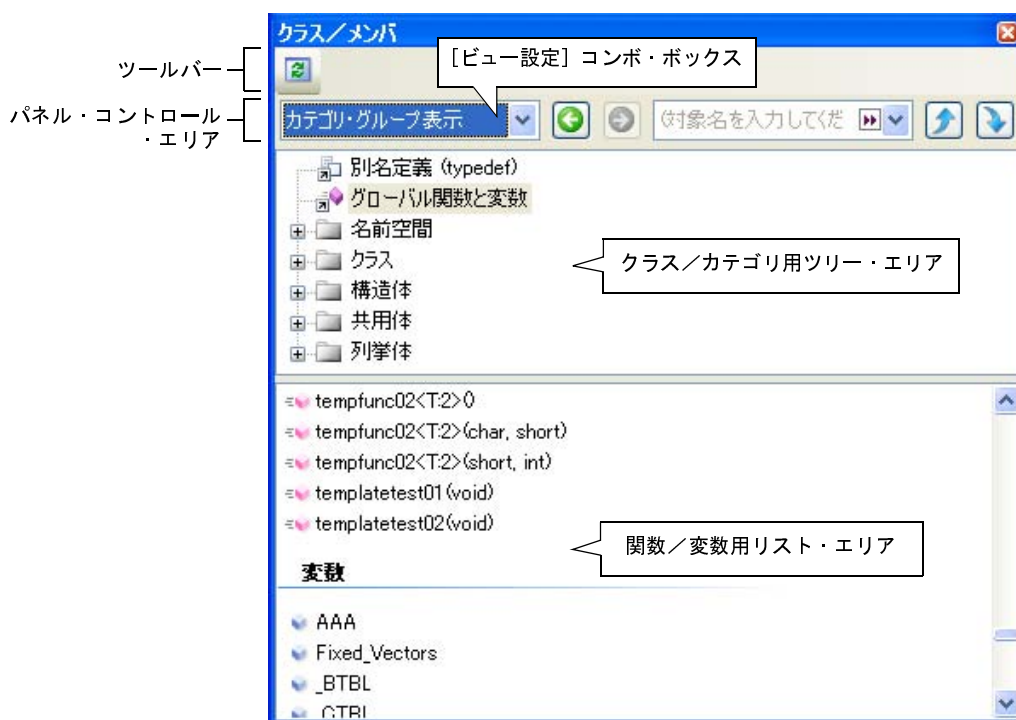 クラス/メンバ
ツールバー
[ビュー設定] コンボ・ボックス
パネル・コントロール
・エリア
カテゴリ・グループ表示
(対象名を入力してくだ
別名定義 (typedef)
グローバル関数と変数
名前空間
クラス
構造体
共用体
列挙体
クラス/カテゴリ用ツリー・エリア
tempfunc02<T:2>()
tempfunc02<T:2>(char, short)
tempfunc02<T:2>(short, int)
templatetest01(void)
templatetest02(void)
関数/変数用リスト・エリア
変数
AAA
Fixed_Vectors
_BTBL
_CTBL